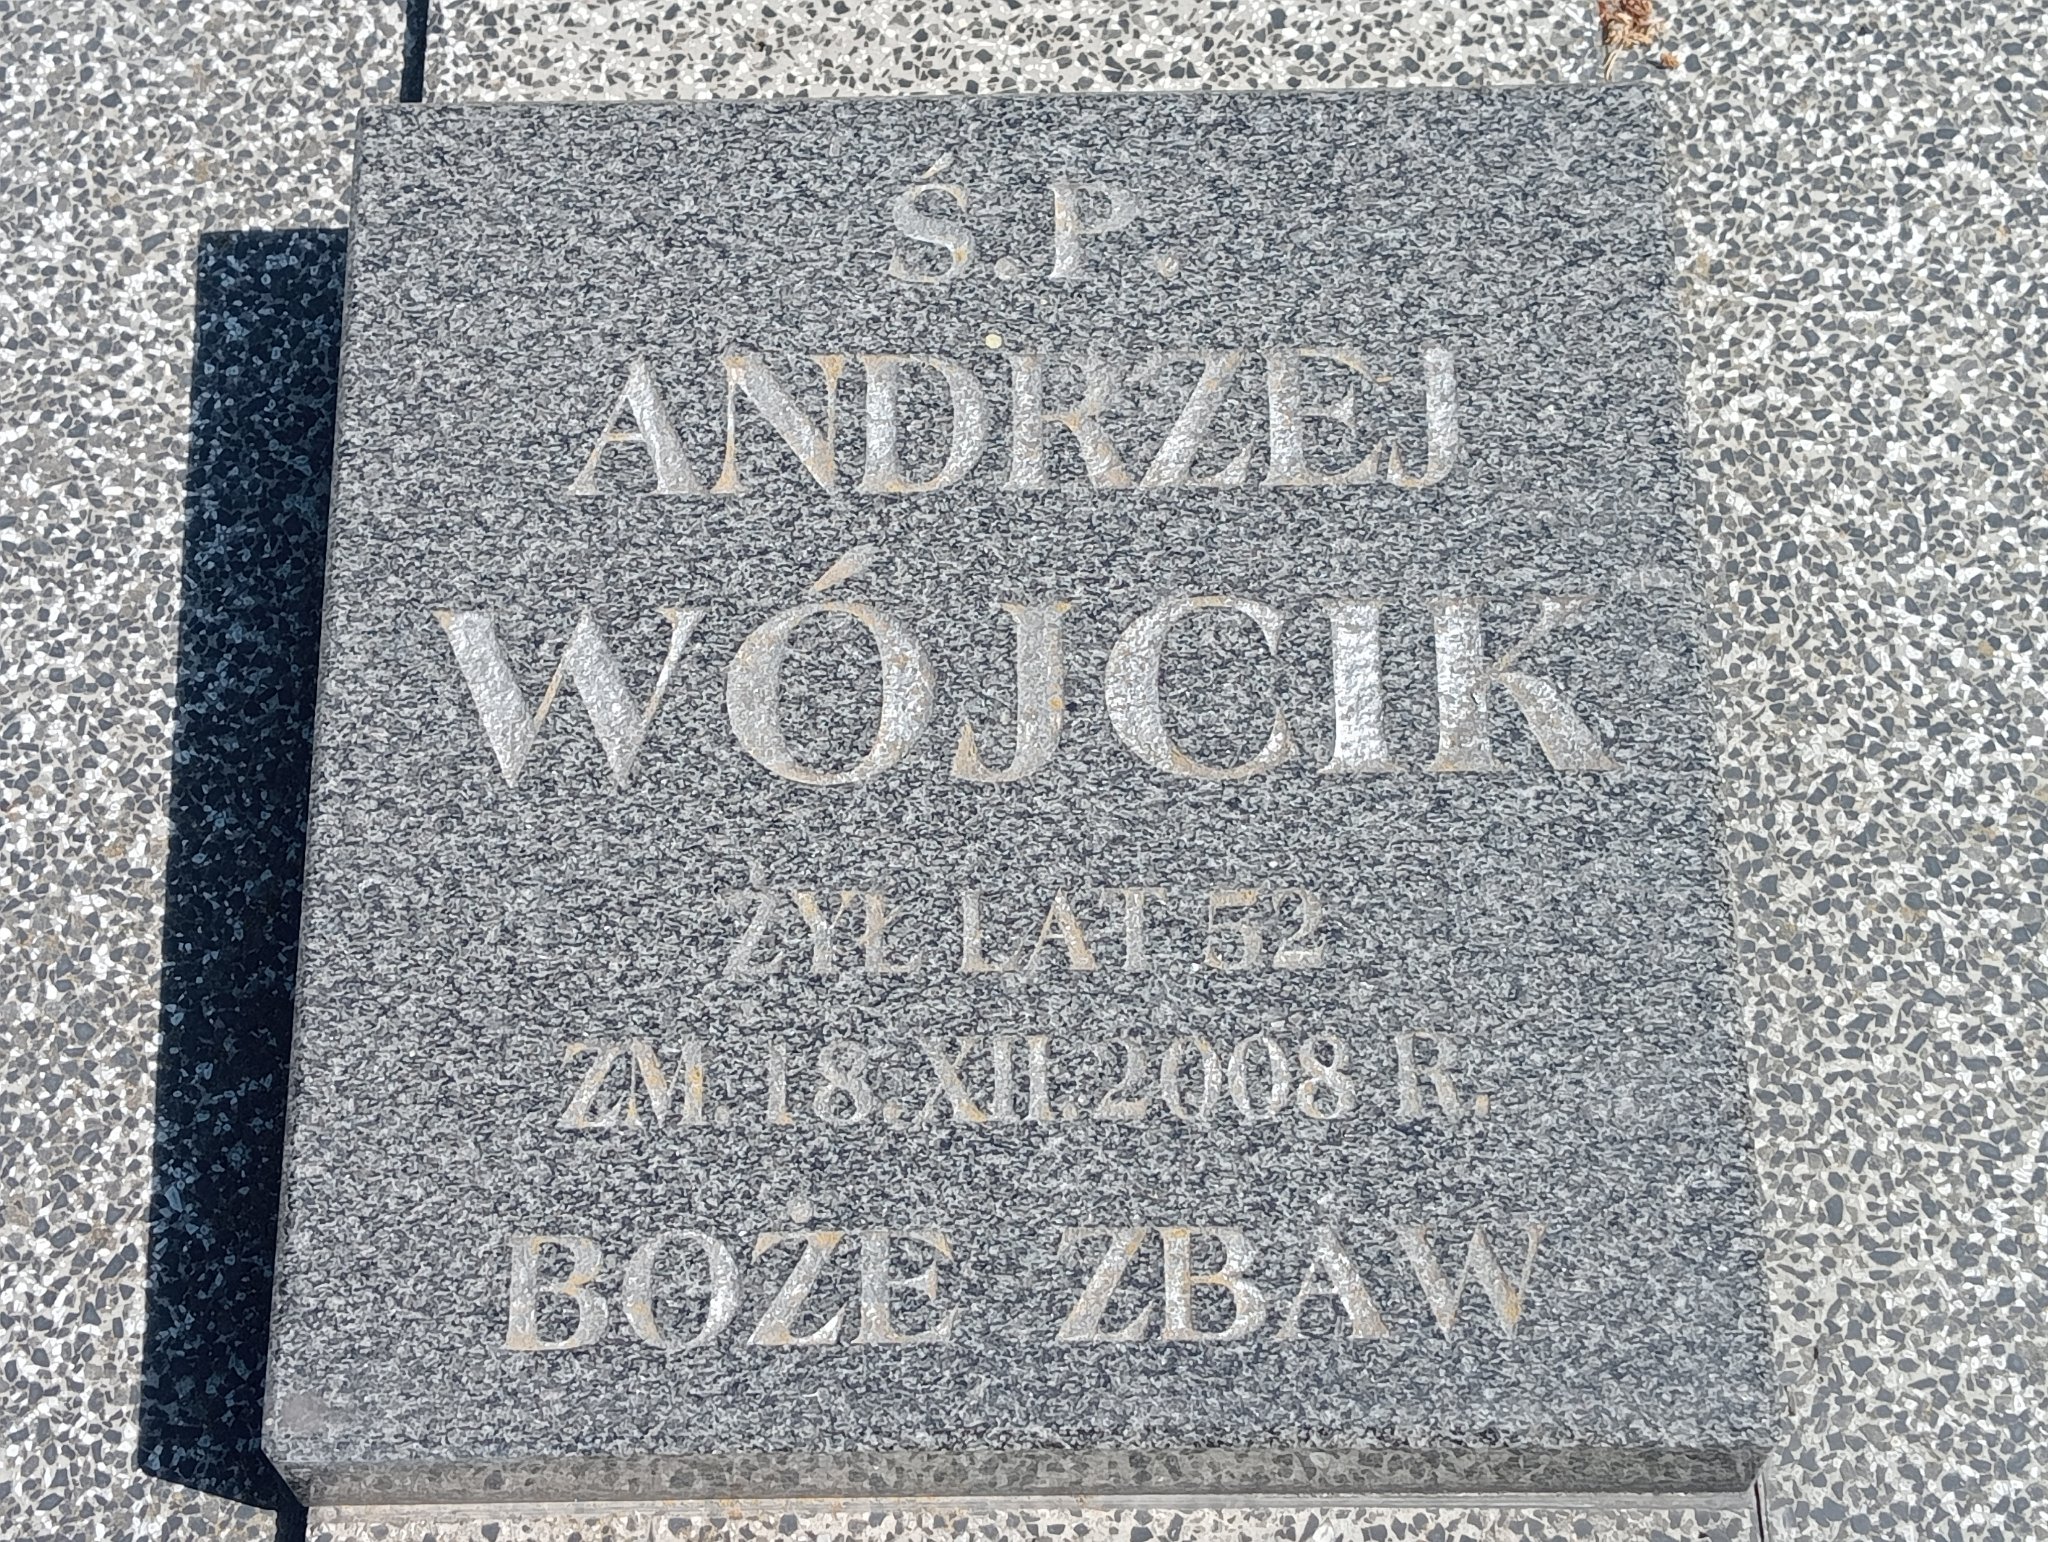 Ś.P.
ANDRZEJ
WÓJCIK
ŻYŁ LAT 52
ZM. 18.XII.2008 R.
BOŻE ZBAW